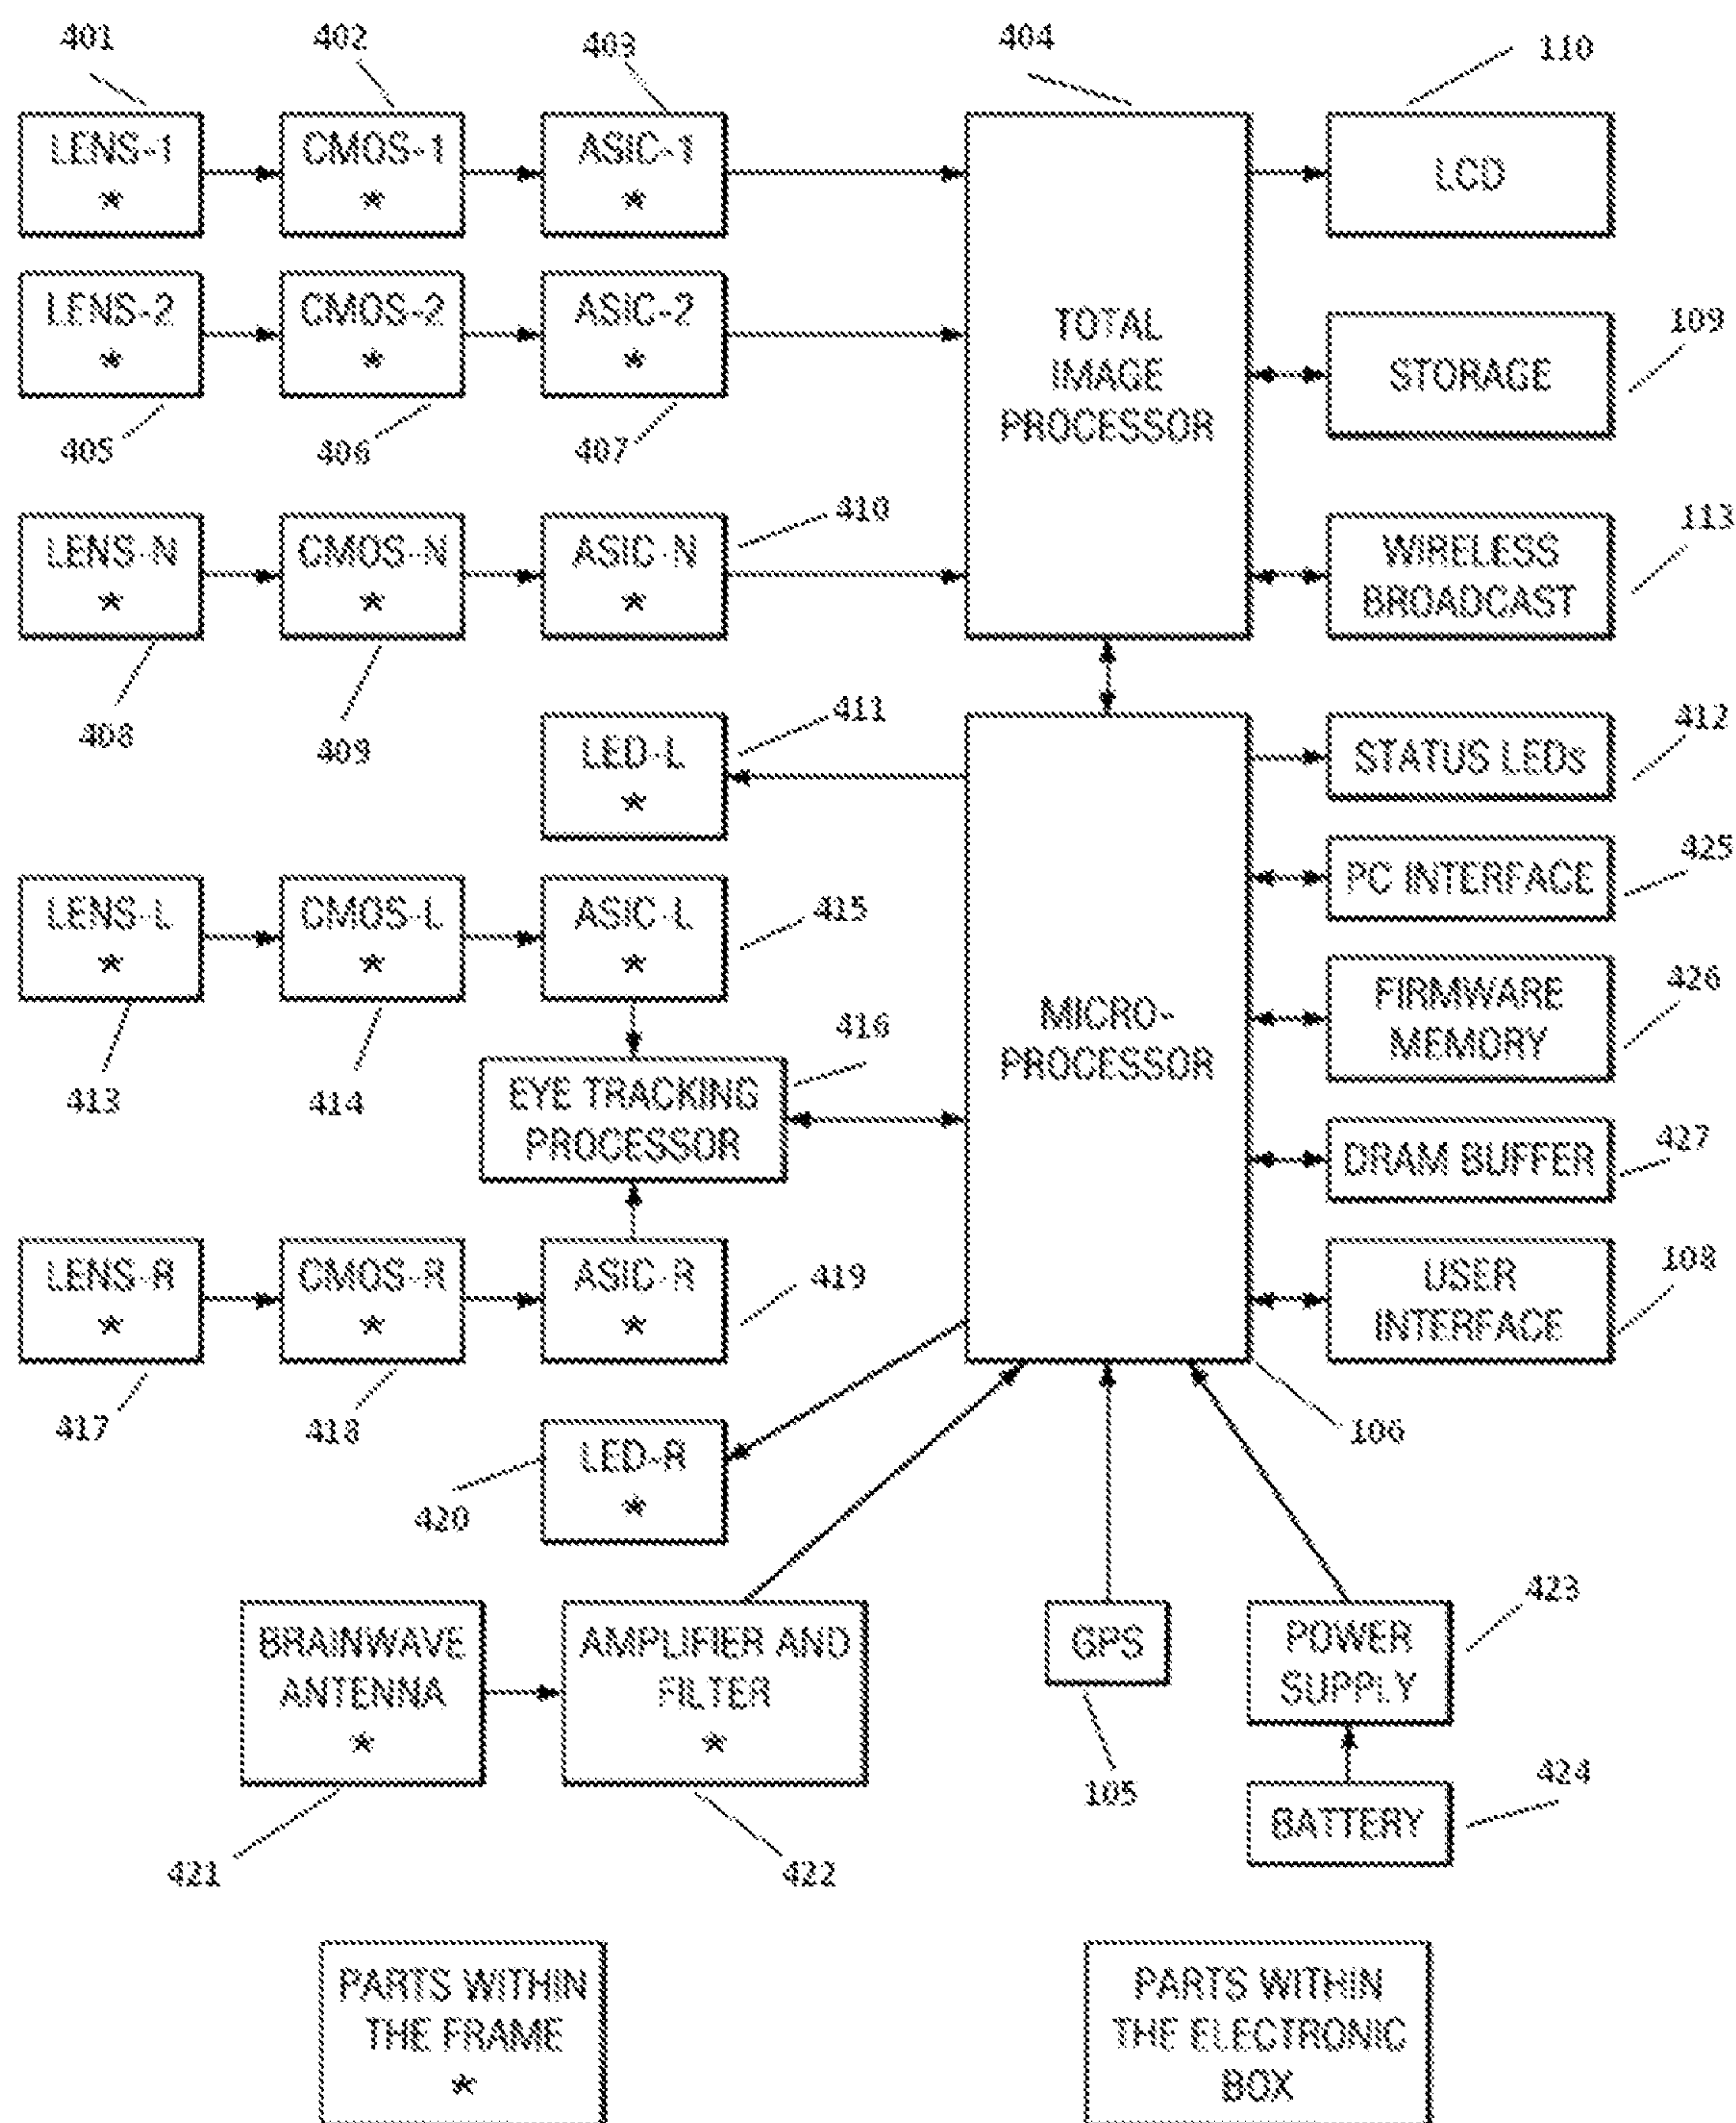 401
402
403
404
110
LENS-1
*
CMOS-1
*
ASIC-1
*
LCD
LENS-2
*
CMOS-2
*
ASIC-2
*
TOTAL
IMAGE
PROCESSOR
109
STORAGE
405
406
407
410
113
LENS-N
*
CMOS-N
*
ASIC-N
*
WIRELESS
BROADCAST
408
409
411
412
LED-L
*
STATUS LEDs
425
PC INTERFACE
LENS-L
*
CMOS-L
*
ASIC-L
*
415
FIRMWARE
MEMORY
426
MICRO-
PROCESSOR
413
414
416
EYE TRACKING
PROCESSOR
DRAM BUFFER
427
LENS-R
*
CMOS-R
*
ASIC-R
*
419
USER
INTERFACE
108
417
418
106
LED-R
*
420
BRAINWAVE
ANTENNA
*
AMPLIFIER AND
FILTER
*
GPS
POWER
SUPPLY
423
105
BATTERY
424
421
422
PARTS WITHIN
THE FRAME
*
PARTS WITHIN
THE ELECTRONIC
BOX